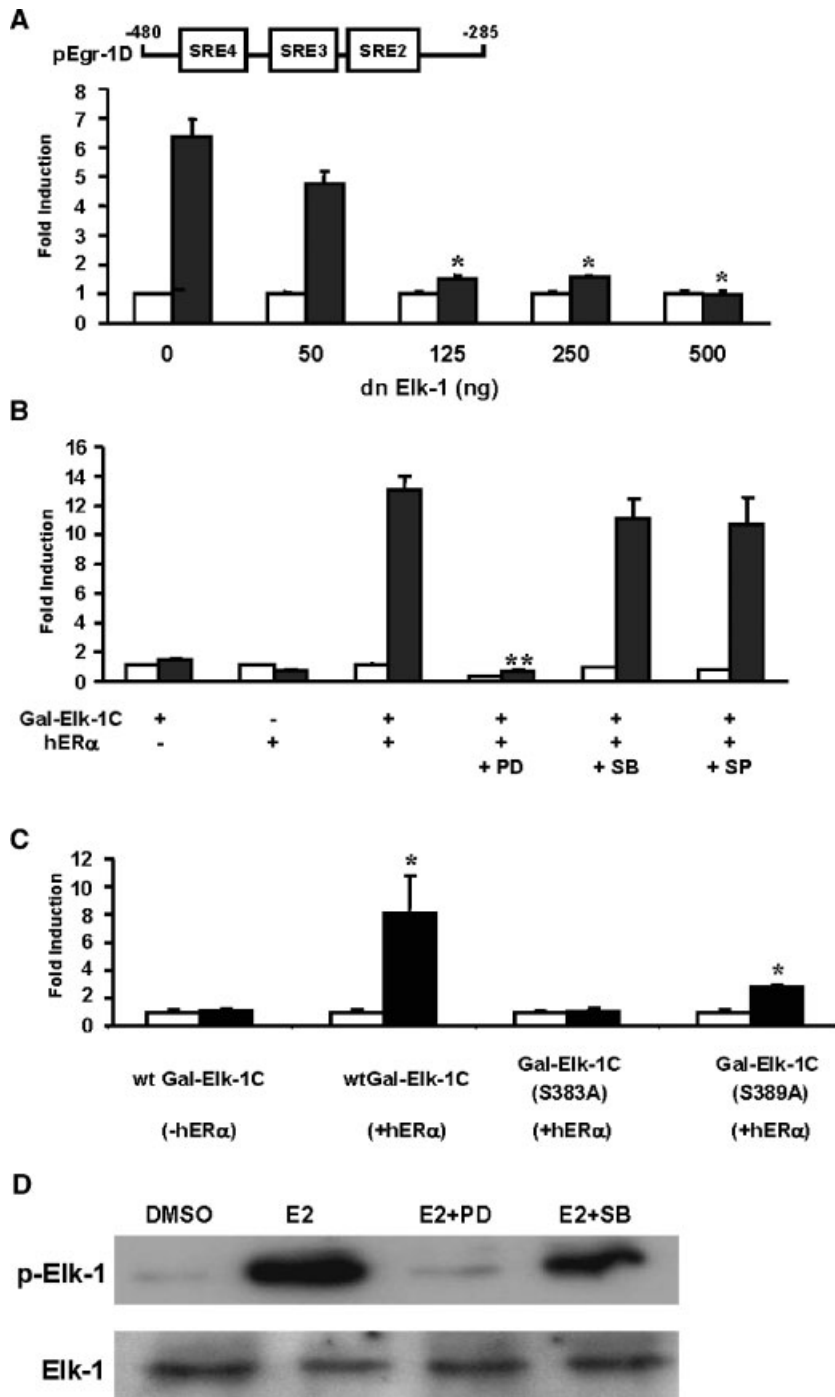 A
-480 -285
pEgr-1D SRE4 SRE3 SRE2
Fold Induction
8
7
6
5
4
3
2
1
0
* * *
0 50 125 250 500
dn Elk-1 (ng)
B
Fold Induction
16
14
12
10
8
6
4
2
0
**
Gal-Elk-1C + - + + + +
hERα - + + + + +
+ PD + SB + SP
C
Fold Induction
12
10
8
6
4
2
0
* *
wt Gal-Elk-1C wtGal-Elk-1C Gal-Elk-1C Gal-Elk-1C
(S383A) (S389A)
(-hERα) (+hERα) (+hERα) (+hERα)
D
DMSO E2 E2+PD E2+SB
p-Elk-1
Elk-1